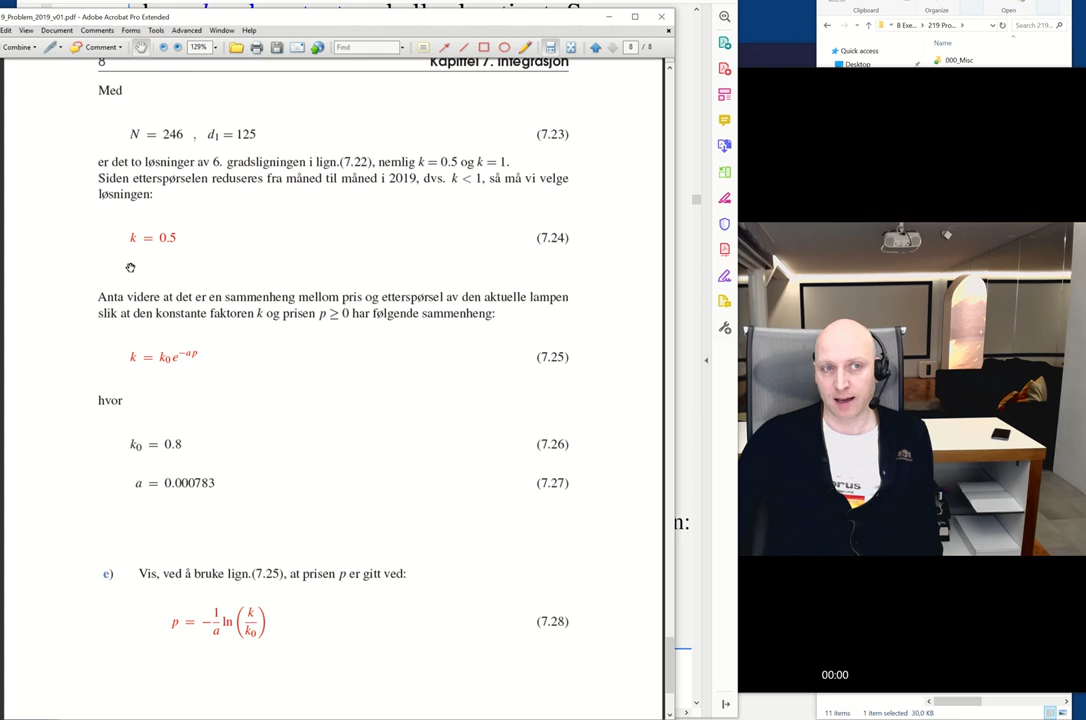 9_Problem_2019_v01.pdf - Adobe Acrobat Pro Extended
Edit View Document Comments Forms Tools Advanced Window Help
Combine Comment 129% Find 8 / 8
8 Kapittel 7. Integrasjon
Med
N = 246 , d₁ = 125 (7.23)
er det to løsninger av 6. gradsligningen i lign.(7.22), nemlig k = 0.5 og k = 1.
Siden etterspørselen reduseres fra måned til måned i 2019, dvs. k < 1, så må vi velge
løsningen:
k = 0.5 (7.24)
Anta videre at det er en sammenheng mellom pris og etterspørsel av den aktuelle lampen
slik at den konstante faktoren k og prisen p ≥ 0 har følgende sammenheng:
k = k₀e^(−ap) (7.25)
hvor
k₀ = 0.8 (7.26)
a = 0.000783 (7.27)
e) Vis, ved å bruke lign.(7.25), at prisen p er gitt ved:
p = −1/a ln(k/k₀) (7.28)
n:
Clipboard Organize Open
B Exe... 219 Pro... Search 219...
Quick access Name
Desktop 000_Misc
00:00
11 items 1 item selected 30,0 KB